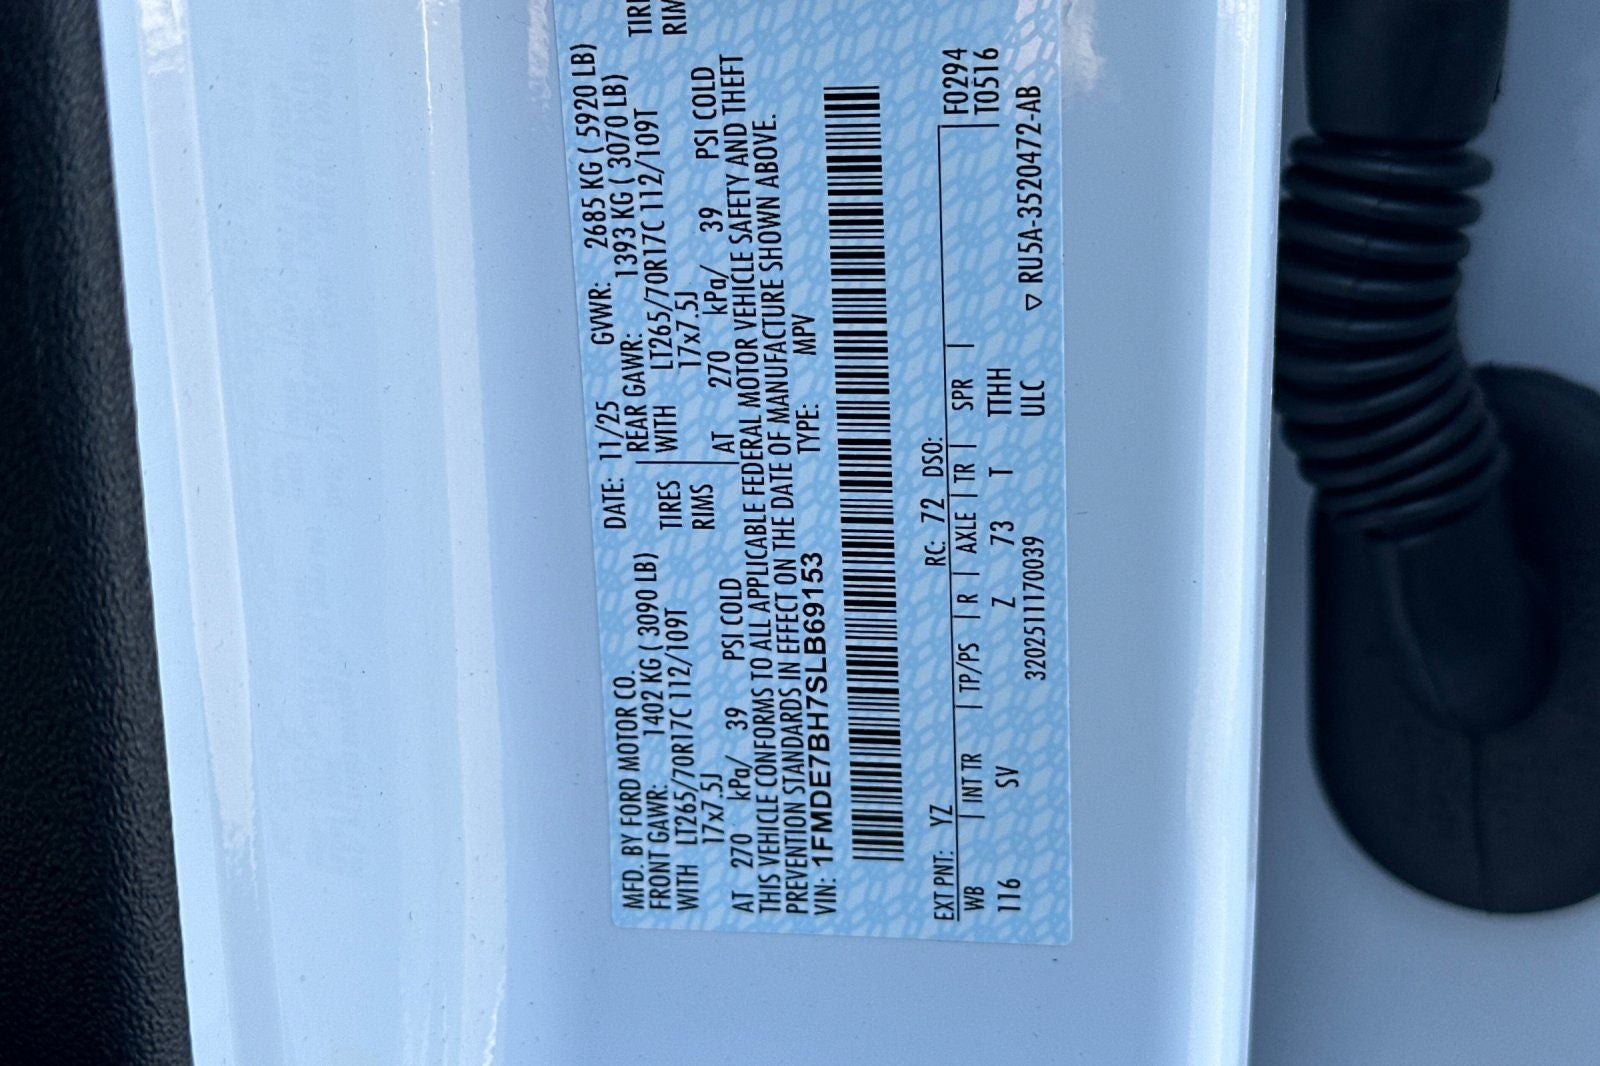 MFD. BY FORD MOTOR CO. DATE: 11/25 GVWR: 2685 KG ( 5920 LB)
FRONT GAWR: 1402 KG ( 3090 LB) REAR GAWR: 1393 KG ( 3070 LB)
WITH LT265/70R17C 112/109T TIRES WITH LT265/70R17C 112/109T TIRE
17x7.5J RIMS 17x7.5J RIMS
AT 270 kPa/ 39 PSI COLD AT 270 kPa/ 39 PSI COLD
THIS VEHICLE CONFORMS TO ALL APPLICABLE FEDERAL MOTOR VEHICLE SAFETY AND THEFT
PREVENTION STANDARDS IN EFFECT ON THE DATE OF MANUFACTURE SHOWN ABOVE.
VIN: 1FMDE7BH7SLB69153 TYPE: MPV
EXT PNT: YZ RC: 72 DSO: F0294
WB | INT TR | TP/PS | R | AXLE | TR | SPR | T0516
116 SV Z 73 T TTHH
320251117​0039 ULC ▽ RU5A-3520472-AB